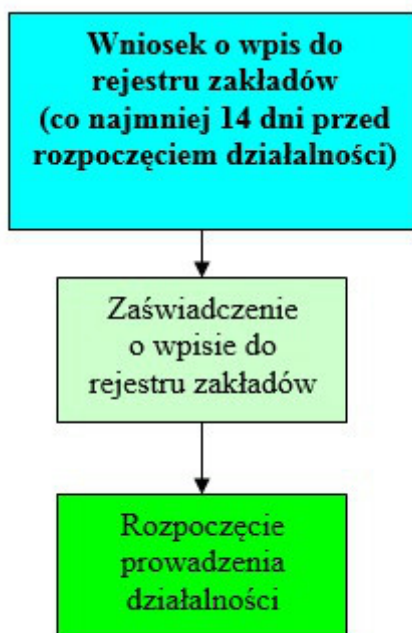 Wniosek o wpis do
rejestru zakładów
(co najmniej 14 dni przed
rozpoczęciem działalności)
Zaświadczenie
o wpisie do
rejestru zakładów
Rozpoczęcie
prowadzenia
działalności